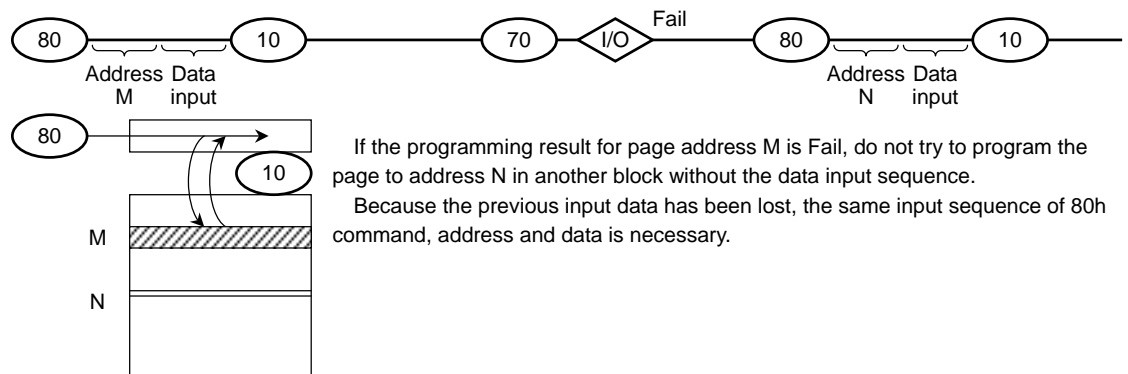 Fail
80 10 70 I/O 80 10
Address Data Address Data
M input N input
80
If the programming result for page address M is Fail, do not try to program the
10
page to address N in another block without the data input sequence.
Because the previous input data has been lost, the same input sequence of 80h
M
command, address and data is necessary.
N